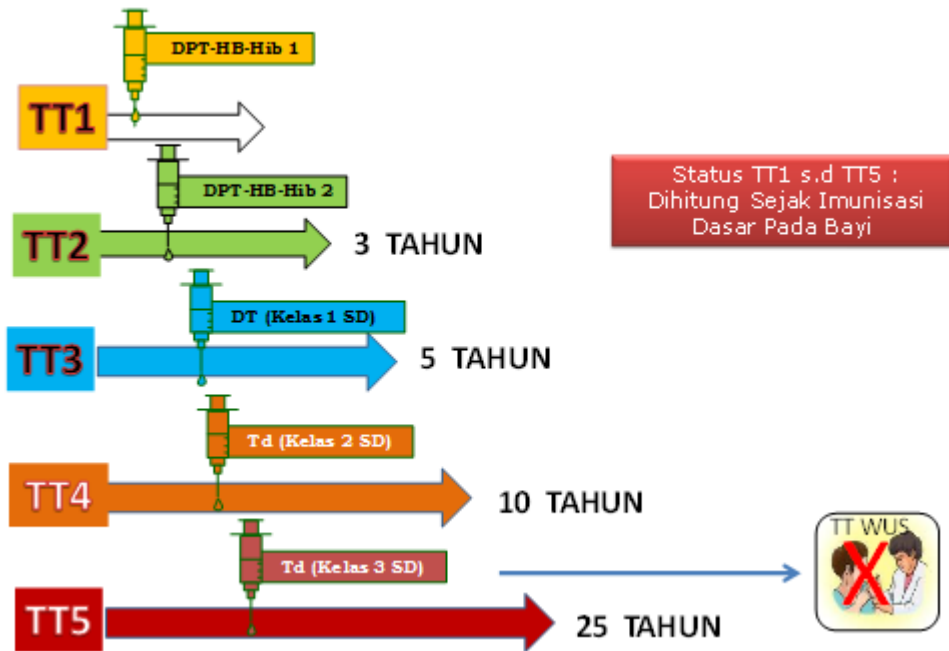 DPT-HB-Hib 1
TT1
DPT-HB-Hib 2
TT2
3 TAHUN
Status TT1 s.d TT5 :
Dihitung Sejak Imunisasi
Dasar Pada Bayi
DT (Kelas 1 SD)
TT3
5 TAHUN
Td (Kelas 2 SD)
TT4
10 TAHUN
Td (Kelas 3 SD)
TT5
25 TAHUN
TT WUS
X